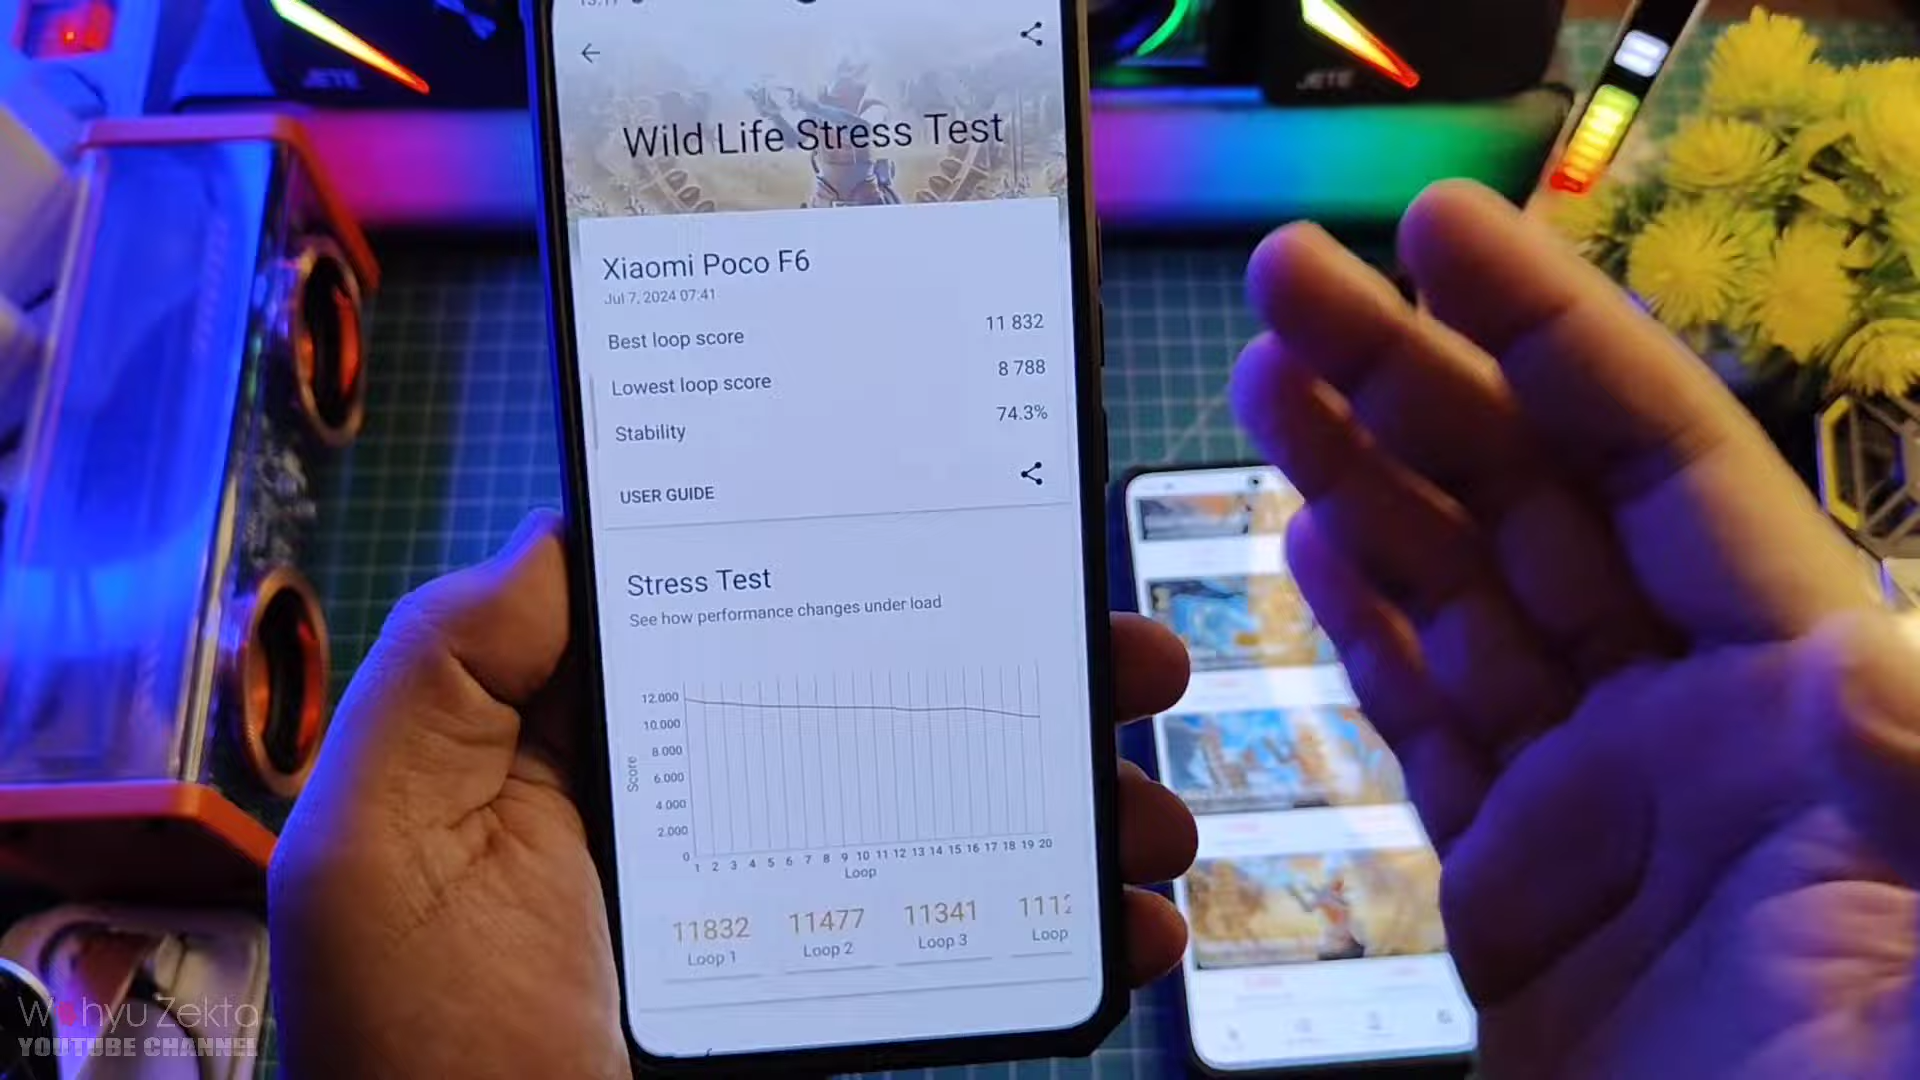 JETE
JETE
Wild Life Stress Test
Xiaomi Poco F6
Jul 7, 2024 07:41
Best loop score 11 832
Lowest loop score 8 788
Stability 74.3%
USER GUIDE
Stress Test
See how performance changes under load
12.000
10.000
8 000
6.000
4 000
2.000
0
Score
1 2 3 4 5 6 7 8 9 10 11 12 13 14 15 16 17 18 19 20
Loop
11832 11477 11341
Loop 1 Loop 2 Loop 3 Loop
Wahyu Zekta
YOUTUBE CHANNEL